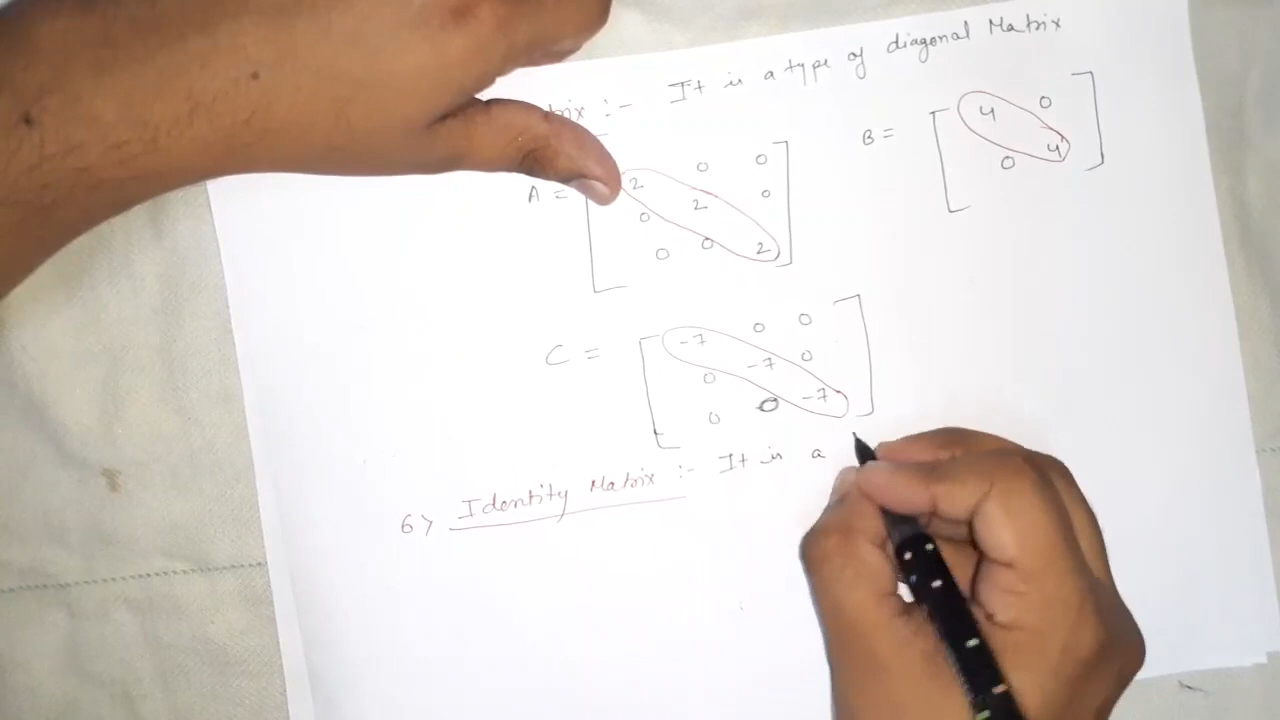 :- It is a type of diagonal Matrix
A = 2 0 0 B = 4 0
0 2 0 0 4
0 0 2
C = -7 0 0
0 -7 0
0 0 -7
6> Identity Matrix :- It is a